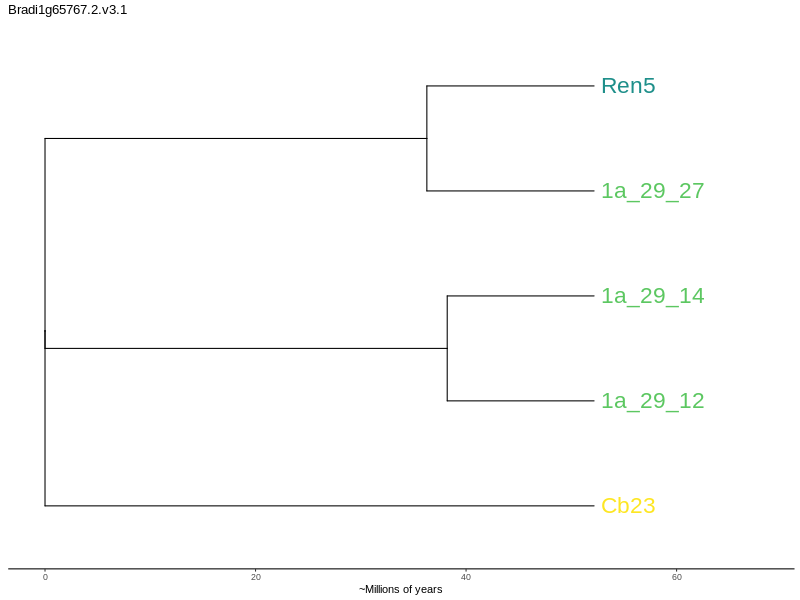 Bradi1g65767.2.v3.1
Ren5
1a_29_27
1a_29_14
1a_29_12
Cb23
0 20 40 60
~Millions of years